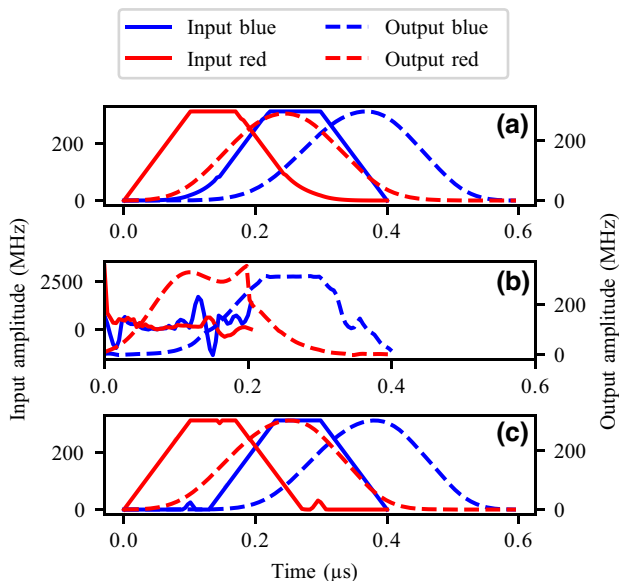 Input blue
Output blue
Input red
Output red
(a)
200
0
200
0
0.0
0.2
0.4
0.6
(b)
2500
0
200
0
0.0
0.2
0.4
0.6
(c)
200
0
200
0
0.0
0.2
0.4
0.6
Input amplitude (MHz)
Output amplitude (MHz)
Time (µs)